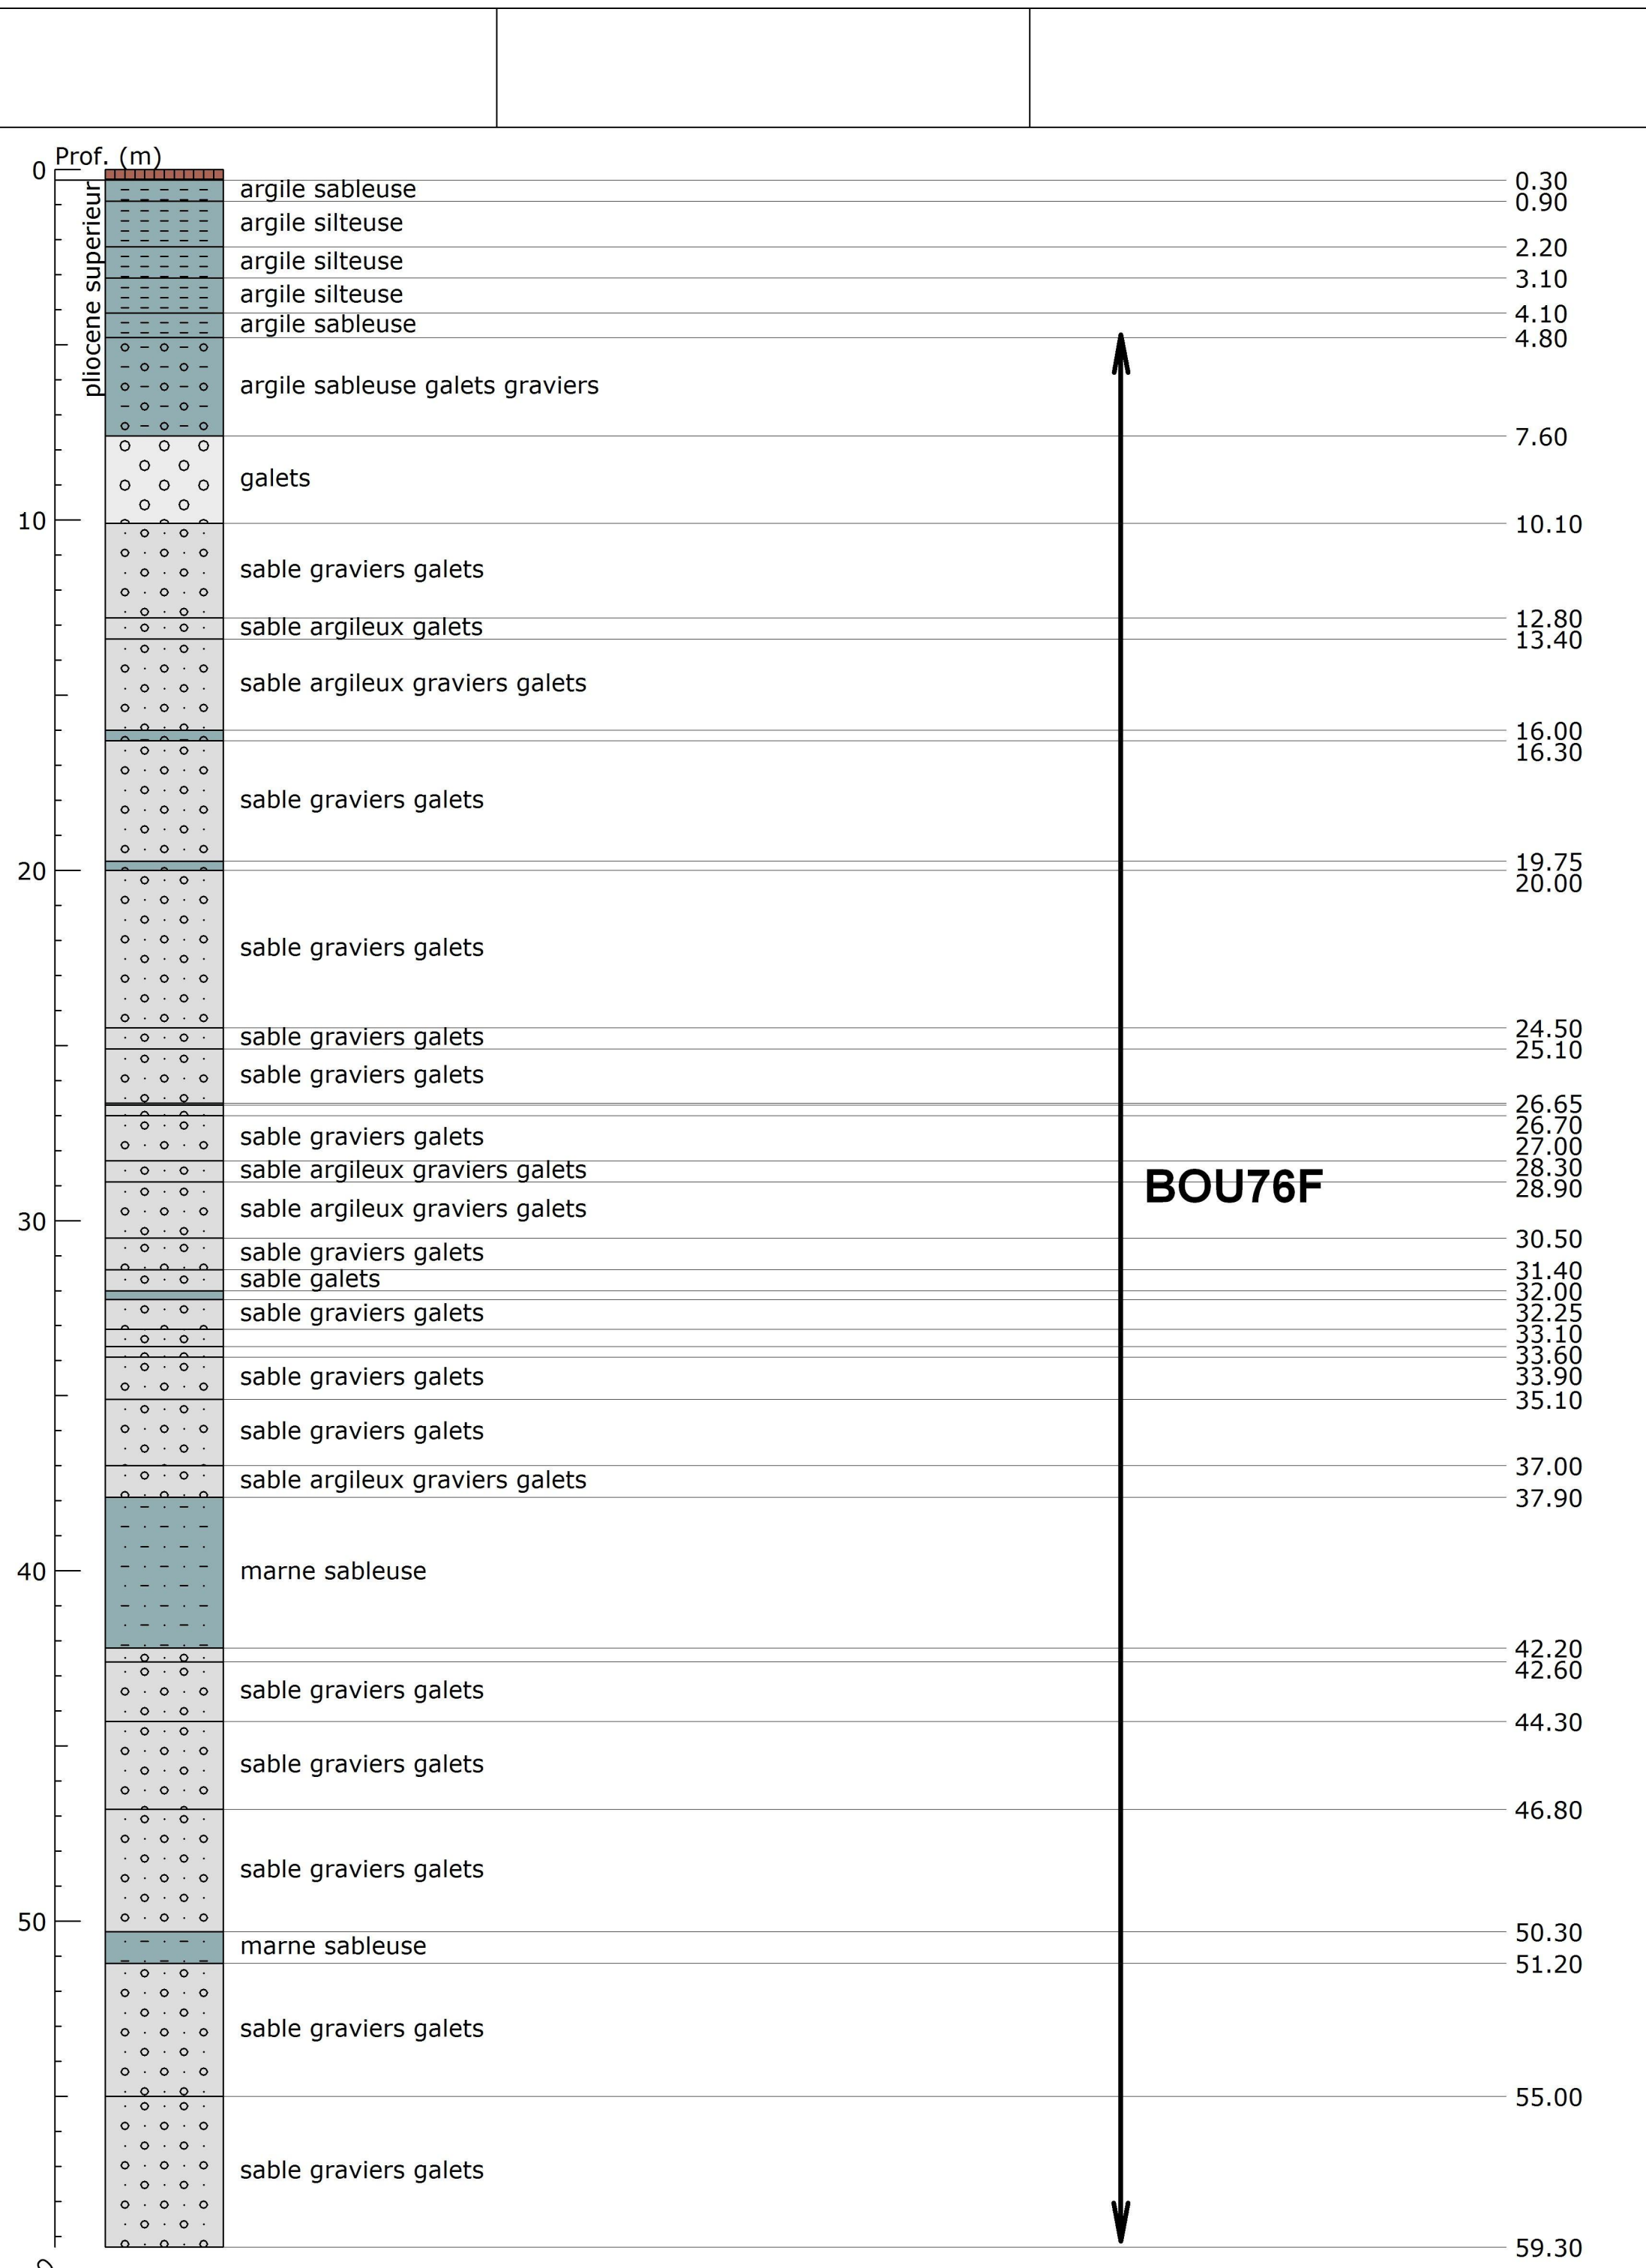 Prof. (m)
0
pliocene superieur
argile sableuse
0.30
0.90
argile silteuse
2.20
argile silteuse
3.10
argile silteuse
4.10
argile sableuse
4.80
argile sableuse galets graviers
7.60
galets
10
10.10
sable graviers galets
12.80
sable argileux galets
13.40
sable argileux graviers galets
16.00
16.30
sable graviers galets
19.75
20
20.00
sable graviers galets
24.50
sable graviers galets
25.10
sable graviers galets
26.65
26.70
sable graviers galets
27.00
sable argileux graviers galets
28.30
BOU76F
28.90
sable argileux graviers galets
30
30.50
sable graviers galets
31.40
sable galets
32.00
sable graviers galets
32.25
33.10
33.60
sable graviers galets
33.90
35.10
sable graviers galets
37.00
sable argileux graviers galets
37.90
40
marne sableuse
42.20
42.60
sable graviers galets
44.30
sable graviers galets
46.80
sable graviers galets
50
50.30
marne sableuse
51.20
sable graviers galets
55.00
sable graviers galets
59.30